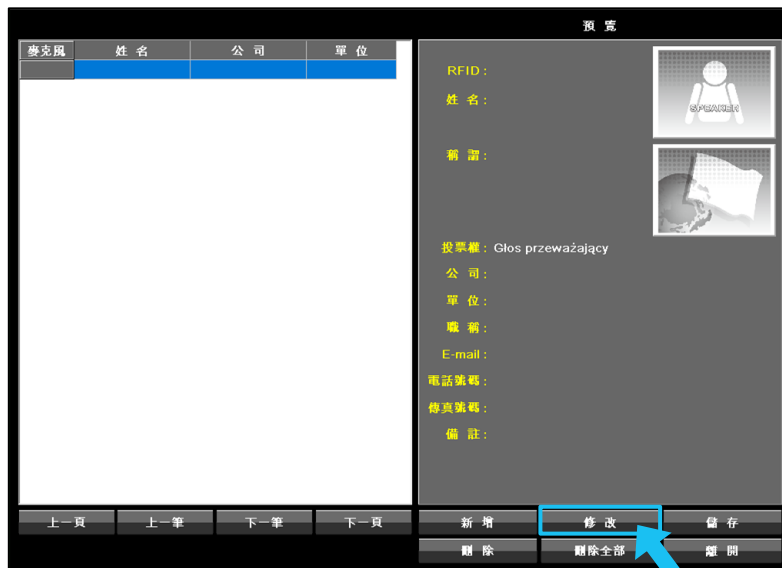 預 覽
麥克風 姓 名 公 司 單 位
RFID :
姓 名 :
SPEAKER
稱 謂 :
投票權 : Głos przeważający
公 司 :
單 位 :
職 稱 :
E-mail :
電話號碼 :
傳真號碼 :
備 註 :
上一頁 上一筆 下一筆 下一頁 新 增 修 改 儲 存
刪 除 刪除全部 離 開